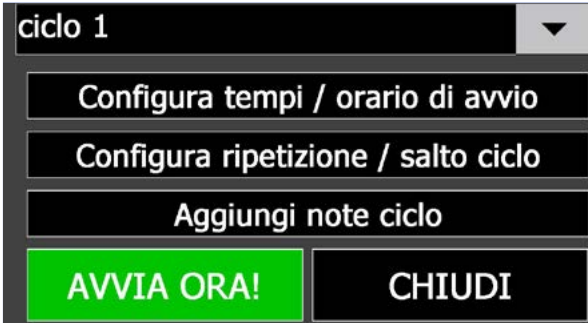 ciclo 1
Configura tempi / orario di avvio
Configura ripetizione / salto ciclo
Aggiungi note ciclo
AVVIA ORA!
CHIUDI